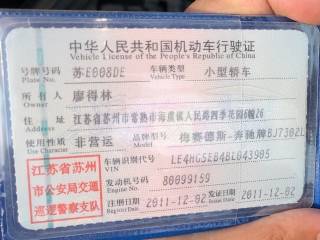 中华人民共和国机动车行驶证
Vehicle License of the People's Republic of China
号牌号码 苏E008DE 车辆类型 小型轿车
Plate No. Vehicle Type
所有人 廖得林
Owner
住址 江苏省苏州市常熟市海虞镇人民路四季花园6幢26
Address
使用性质 非营运 品牌型号 梅赛德斯-奔驰牌BJ7302L
Use Character Model
车辆识别代号 LE4HG5EB4BL043905
VIN
发动机号码 80099159
Engine No.
注册日期 2011-12-02 发证日期 2011-12-02
Register Date Issue Date
江苏省苏州
市公安局交通
巡逻警察支队